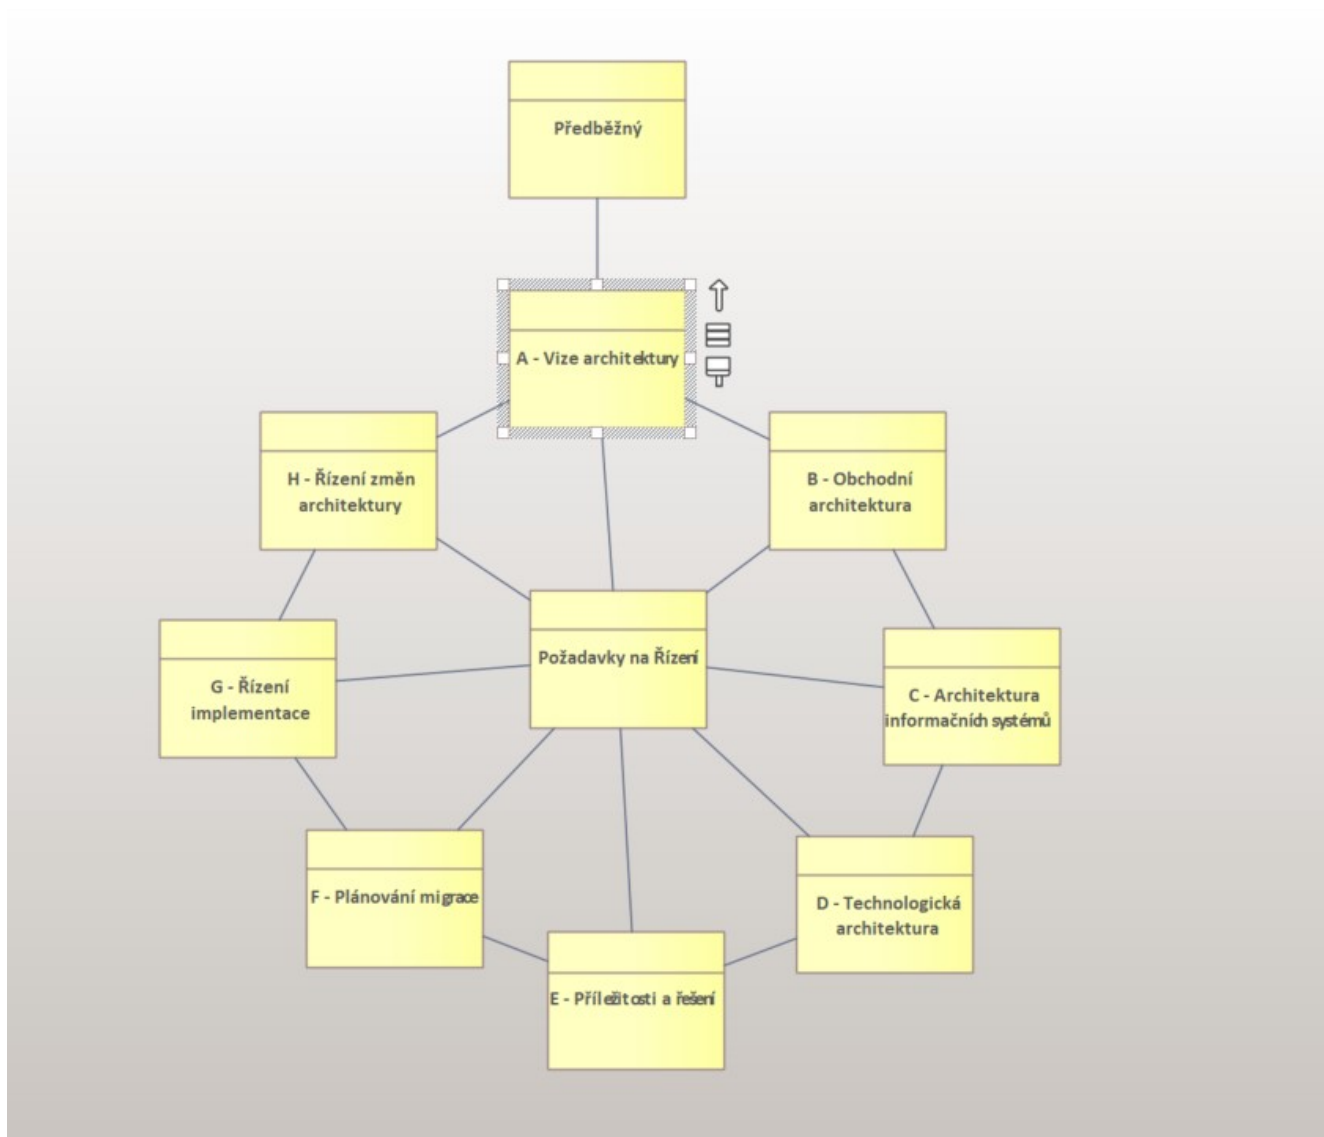 Předběžný
A - Vize architektury
H - Řízení změn
architektury
B - Obchodní
architektura
Požadavky na Řízení
G - Řízení
implementace
C - Architektura
informačních systémů
F - Plánování migrace
D - Technologická
architektura
E - Příležitosti a řešení